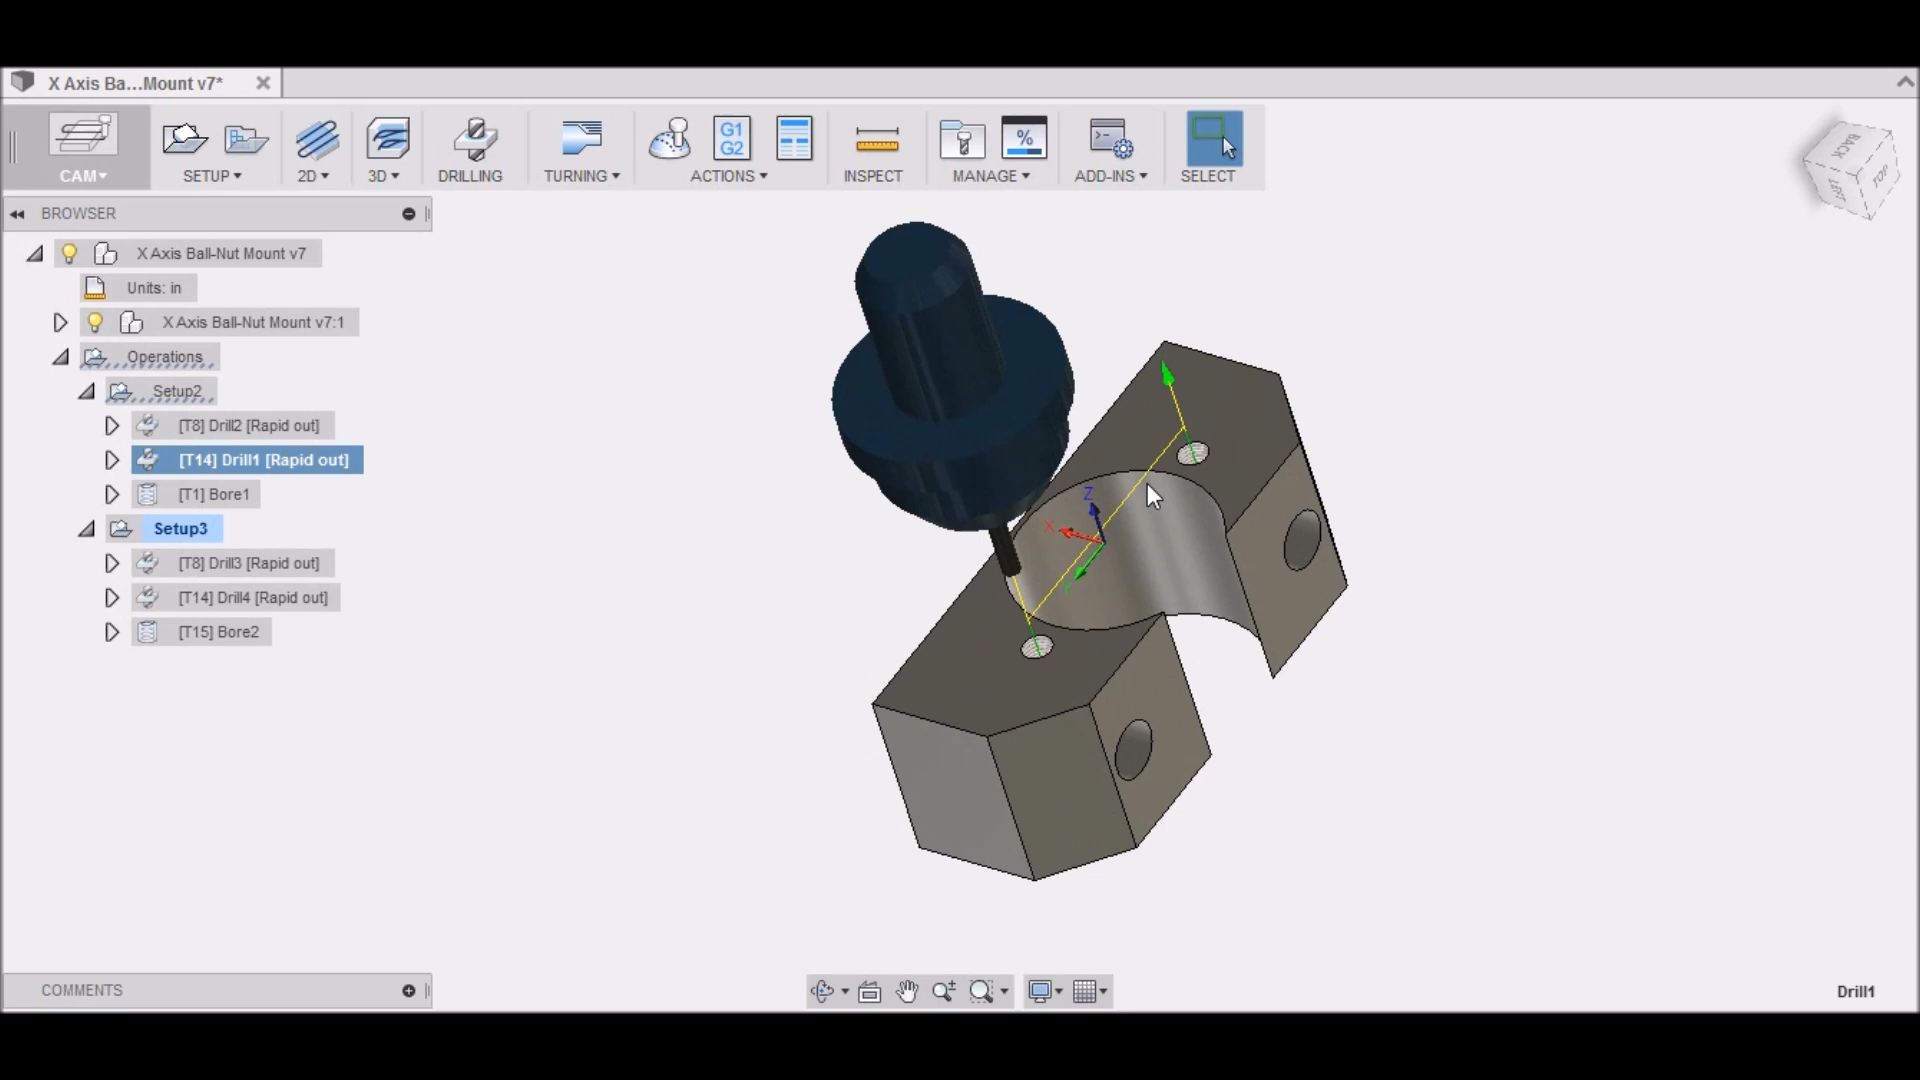 X Axis Ba...Mount v7*
G1
G2
%
CAM
SETUP
2D
3D
DRILLING
TURNING
ACTIONS
INSPECT
MANAGE
ADD-INS
SELECT
BACK
LEFT
TOP
BROWSER
X Axis Ball-Nut Mount v7
Units: in
X Axis Ball-Nut Mount v7:1
Operations
Setup2
[T8] Drill2 [Rapid out]
[T14] Drill1 [Rapid out]
[T1] Bore1
Setup3
[T8] Drill3 [Rapid out]
[T14] Drill4 [Rapid out]
[T15] Bore2
Z
X
Y
COMMENTS
Drill1